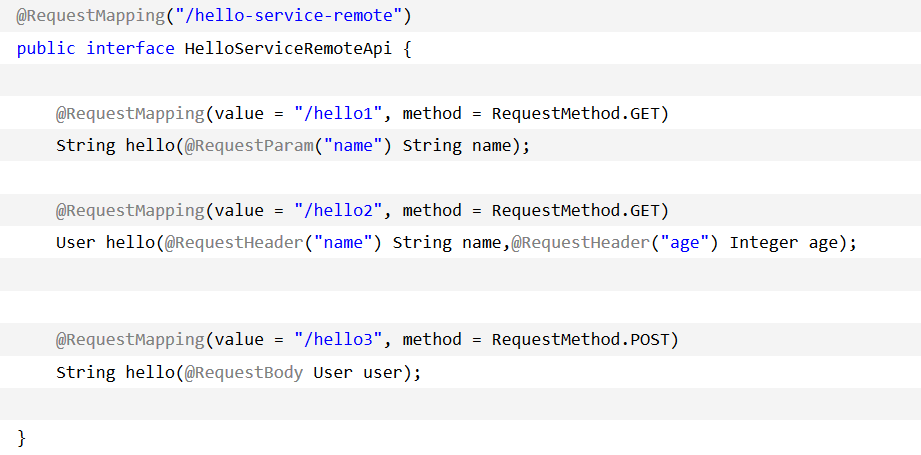 @RequestMapping("/hello-service-remote")
public interface HelloServiceRemoteApi {
@RequestMapping(value = "/hello1", method = RequestMethod.GET)
String hello(@RequestParam("name") String name);
@RequestMapping(value = "/hello2", method = RequestMethod.GET)
User hello(@RequestHeader("name") String name,@RequestHeader("age") Integer age);
@RequestMapping(value = "/hello3", method = RequestMethod.POST)
String hello(@RequestBody User user);
}